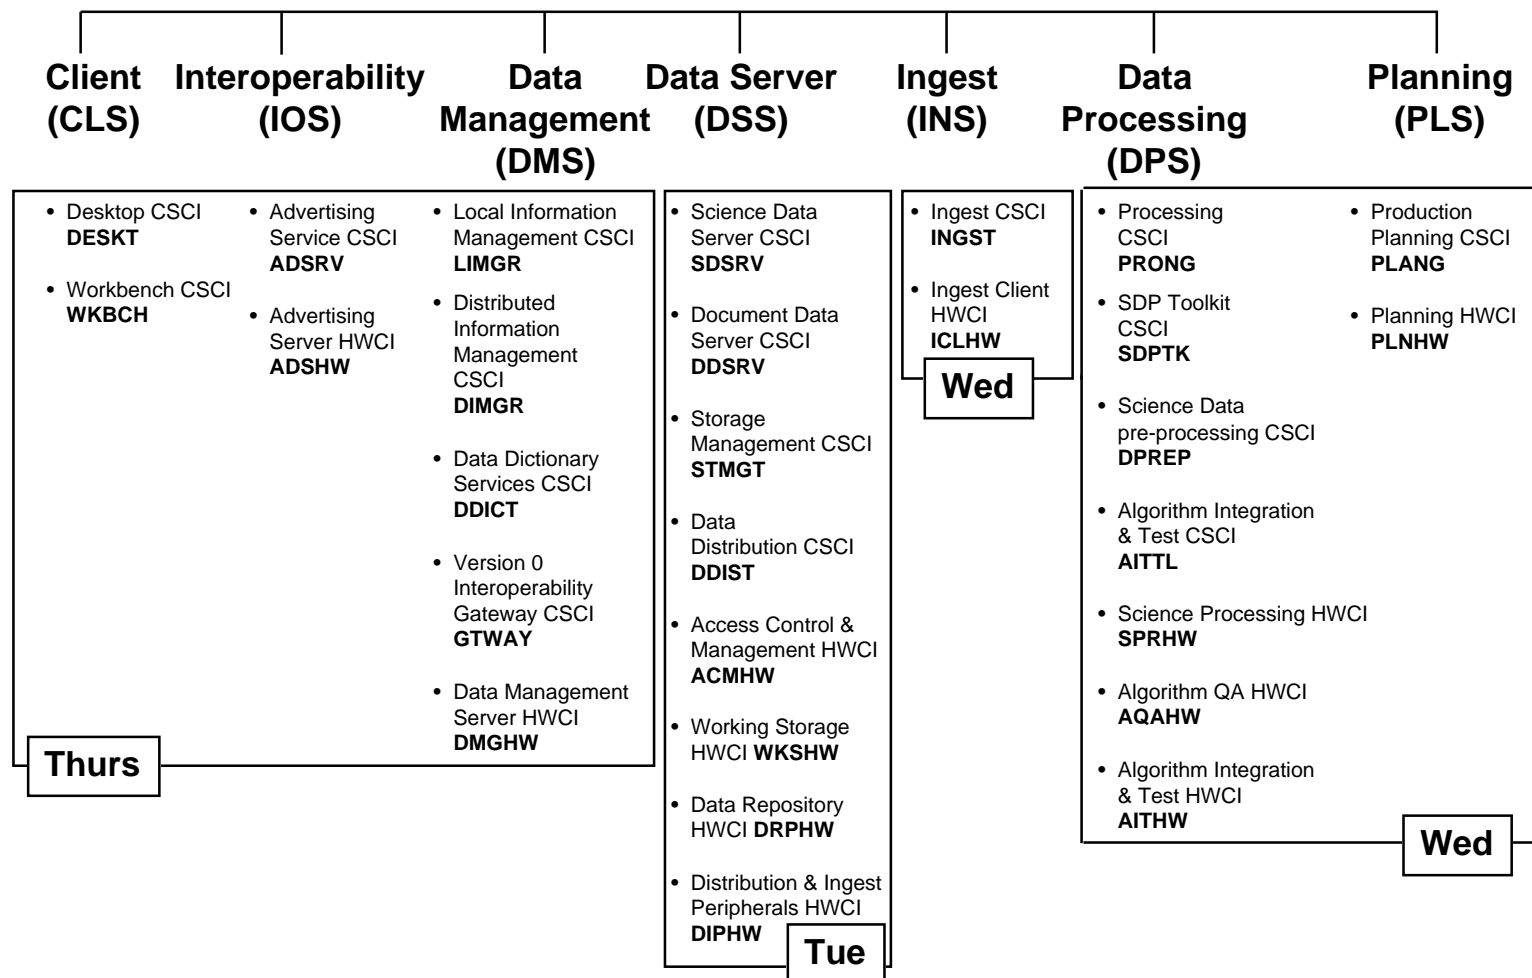 Client
(CLS)
Interoperability
(IOS)
Data
Management
(DMS)
Data Server
(DSS)
Ingest
(INS)
Data
Processing
(DPS)
Planning
(PLS)
• Desktop CSCI
DESKT
• Workbench CSCI
WKBCH
• Advertising
Service CSCI
ADSRV
• Advertising
Server HWCI
ADSHW
• Local Information
Management CSCI
LIMGR
• Distributed
Information
Management
CSCI
DIMGR
• Data Dictionary
Services CSCI
DDICT
• Version 0
Interoperability
Gateway CSCI
GTWAY
• Data Management
Server HWCI
DMGHW
Thurs
• Science Data
Server CSCI
SDSRV
• Document Data
Server CSCI
DDSRV
• Storage
Management CSCI
STMGT
• Data
Distribution CSCI
DDIST
• Access Control &
Management HWCI
ACMHW
• Working Storage
HWCI WKSHW
• Data Repository
HWCI DRPHW
• Distribution & Ingest
Peripherals HWCI
DIPHW
Tue
• Ingest CSCI
INGST
• Ingest Client
HWCI
ICLHW
Wed
• Processing
CSCI
PRONG
• SDP Toolkit
CSCI
SDPTK
• Science Data
pre-processing CSCI
DPREP
• Algorithm Integration
& Test CSCI
AITTL
• Science Processing HWCI
SPRHW
• Algorithm QA HWCI
AQAHW
• Algorithm Integration
& Test HWCI
AITHW
• Production
Planning CSCI
PLANG
• Planning HWCI
PLNHW
Wed